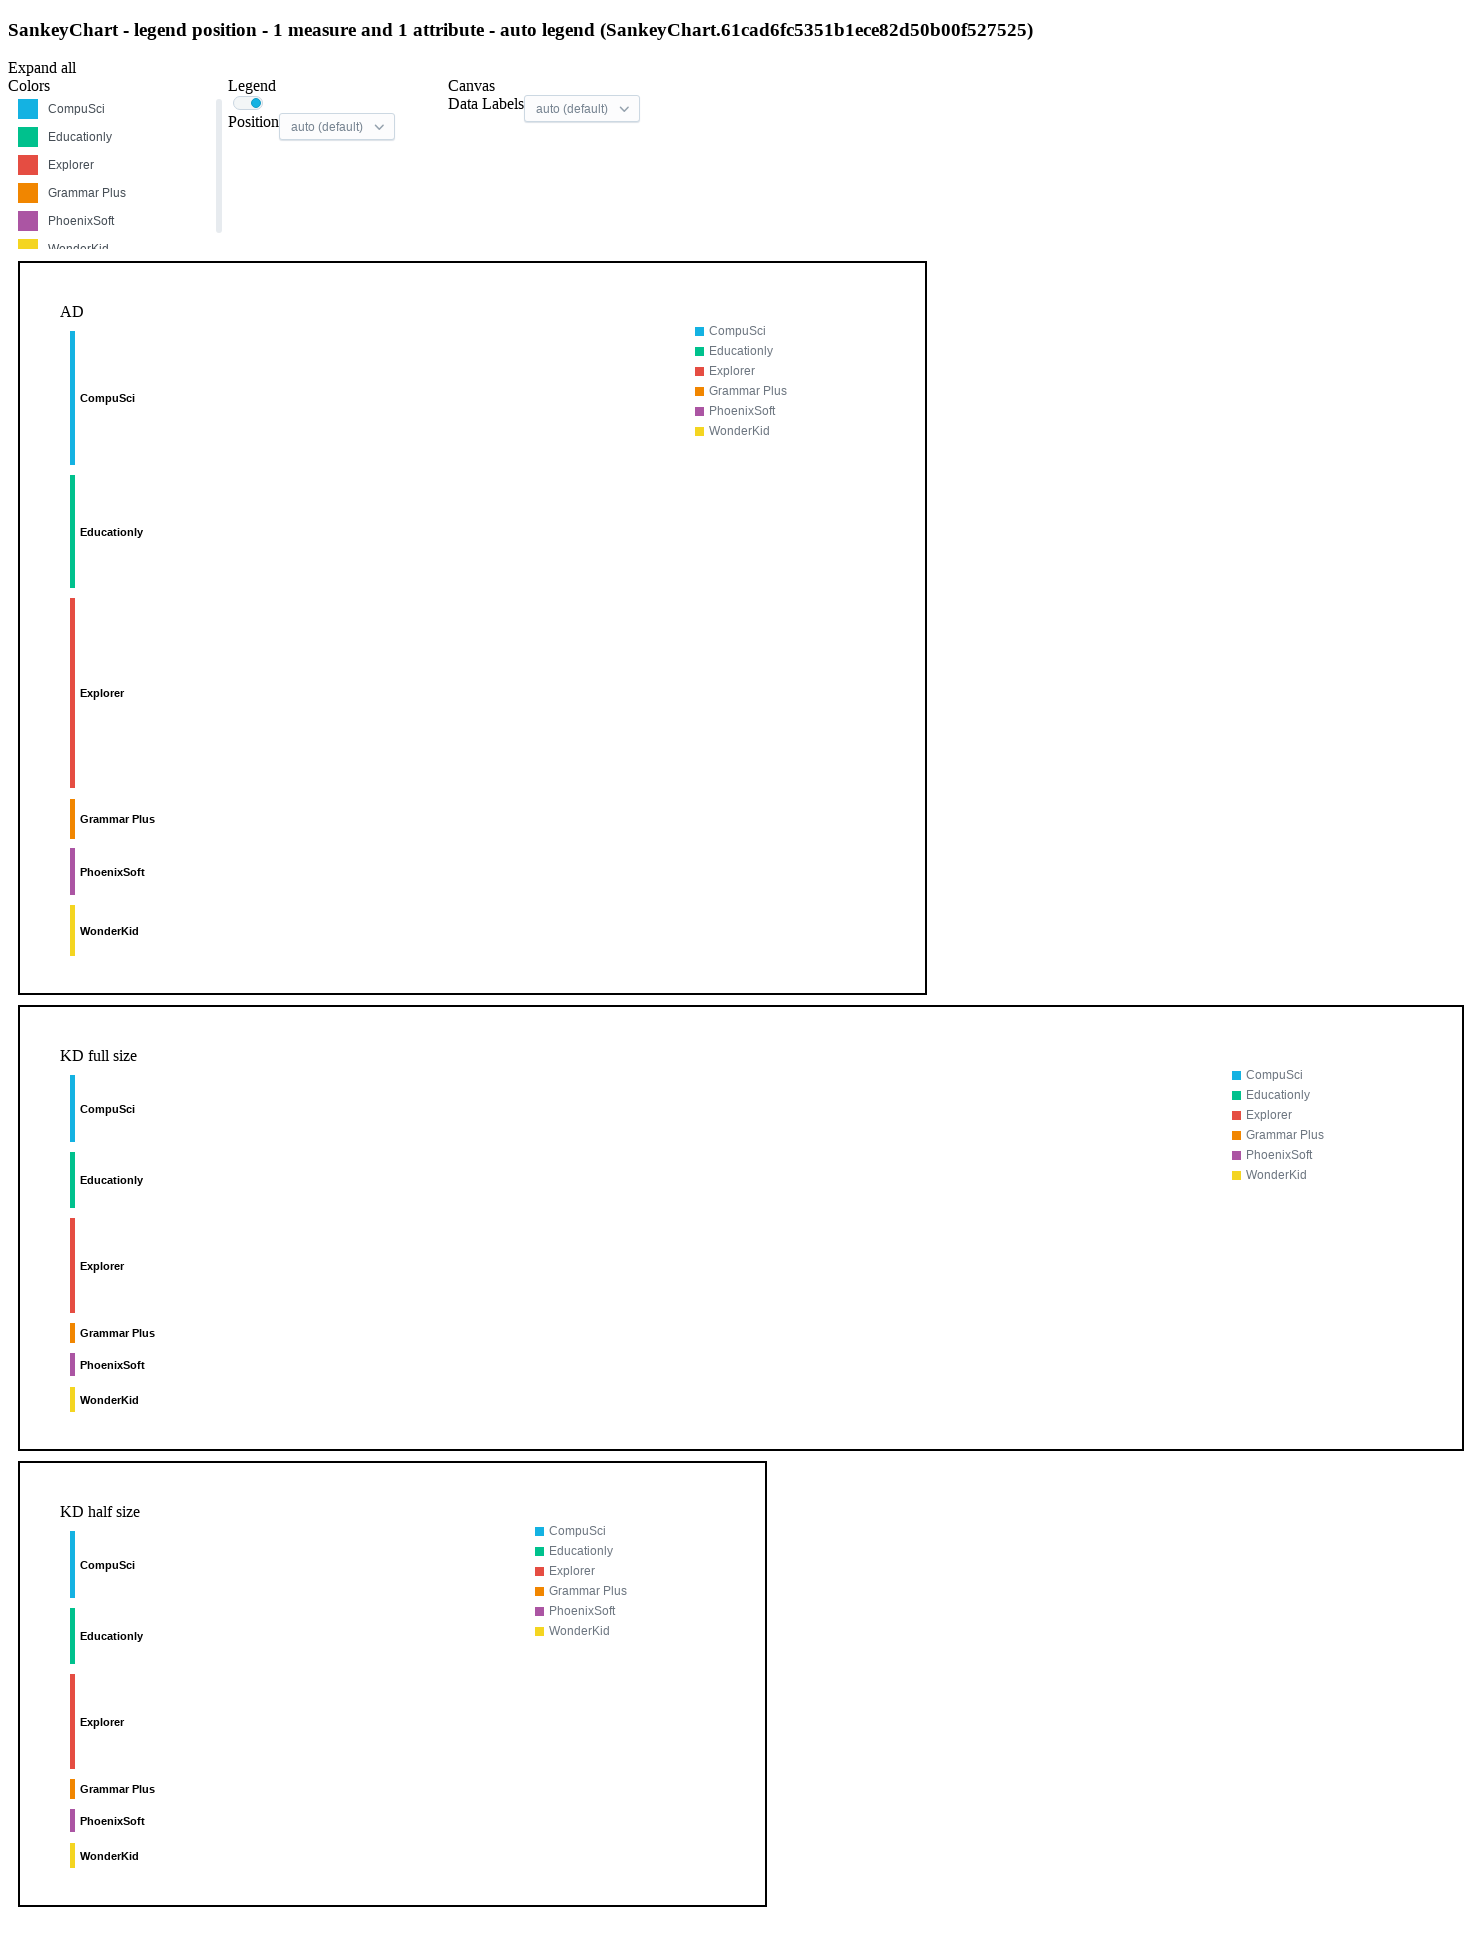 SankeyChart - legend position - 1 measure and 1 attribute - auto legend (SankeyChart.61cad6fc5351b1ece82d50b00f527525)
Expand all
Colors
CompuSci
Educationly
Explorer
Grammar Plus
PhoenixSoft
WonderKid
Legend
Position auto (default)
Canvas
Data Labels auto (default)
AD
CompuSci
Educationly
Explorer
Grammar Plus
PhoenixSoft
WonderKid
CompuSci
Educationly
Explorer
Grammar Plus
PhoenixSoft
WonderKid
KD full size
CompuSci
Educationly
Explorer
Grammar Plus
PhoenixSoft
WonderKid
CompuSci
Educationly
Explorer
Grammar Plus
PhoenixSoft
WonderKid
KD half size
CompuSci
Educationly
Explorer
Grammar Plus
PhoenixSoft
WonderKid
CompuSci
Educationly
Explorer
Grammar Plus
PhoenixSoft
WonderKid